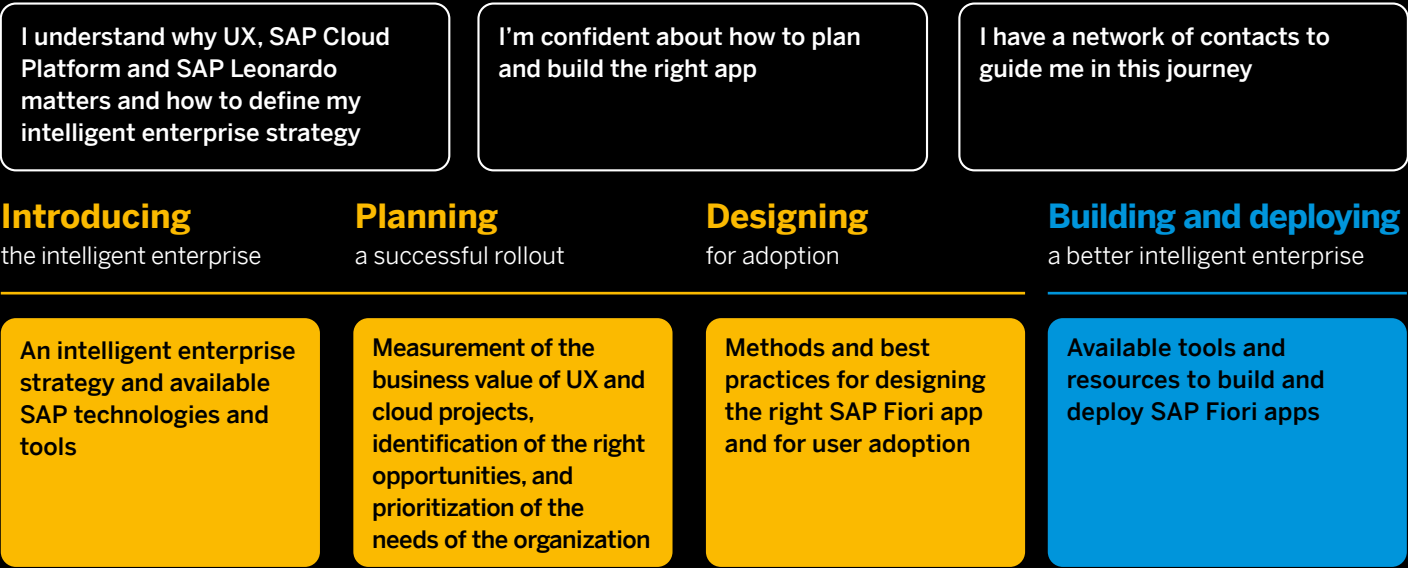 I understand why UX, SAP Cloud
Platform and SAP Leonardo
matters and how to define my
intelligent enterprise strategy
I'm confident about how to plan
and build the right app
I have a network of contacts to
guide me in this journey
Introducing
the intelligent enterprise
Planning
a successful rollout
Designing
for adoption
Building and deploying
a better intelligent enterprise
An intelligent enterprise
strategy and available
SAP technologies and
tools
Measurement of the
business value of UX and
cloud projects,
identification of the right
opportunities, and
prioritization of the
needs of the organization
Methods and best
practices for designing
the right SAP Fiori app
and for user adoption
Available tools and
resources to build and
deploy SAP Fiori apps